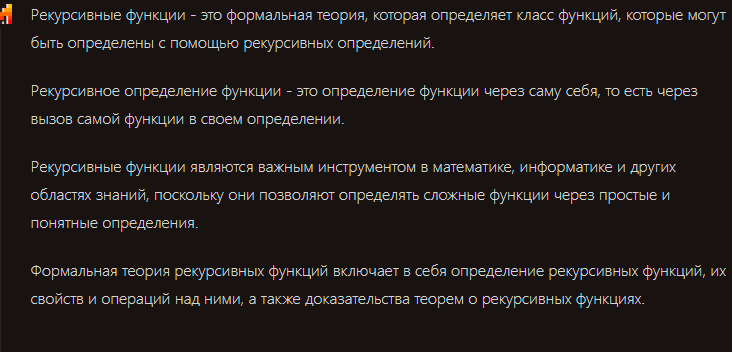 Рекурсивные функции - это формальная теория, которая определяет класс функций, которые могут
быть определены с помощью рекурсивных определений.
Рекурсивное определение функции - это определение функции через саму себя, то есть через
вызов самой функции в своем определении.
Рекурсивные функции являются важным инструментом в математике, информатике и других
областях знаний, поскольку они позволяют определять сложные функции через простые и
понятные определения.
Формальная теория рекурсивных функций включает в себя определение рекурсивных функций, их
свойств и операций над ними, а также доказательства теорем о рекурсивных функциях.